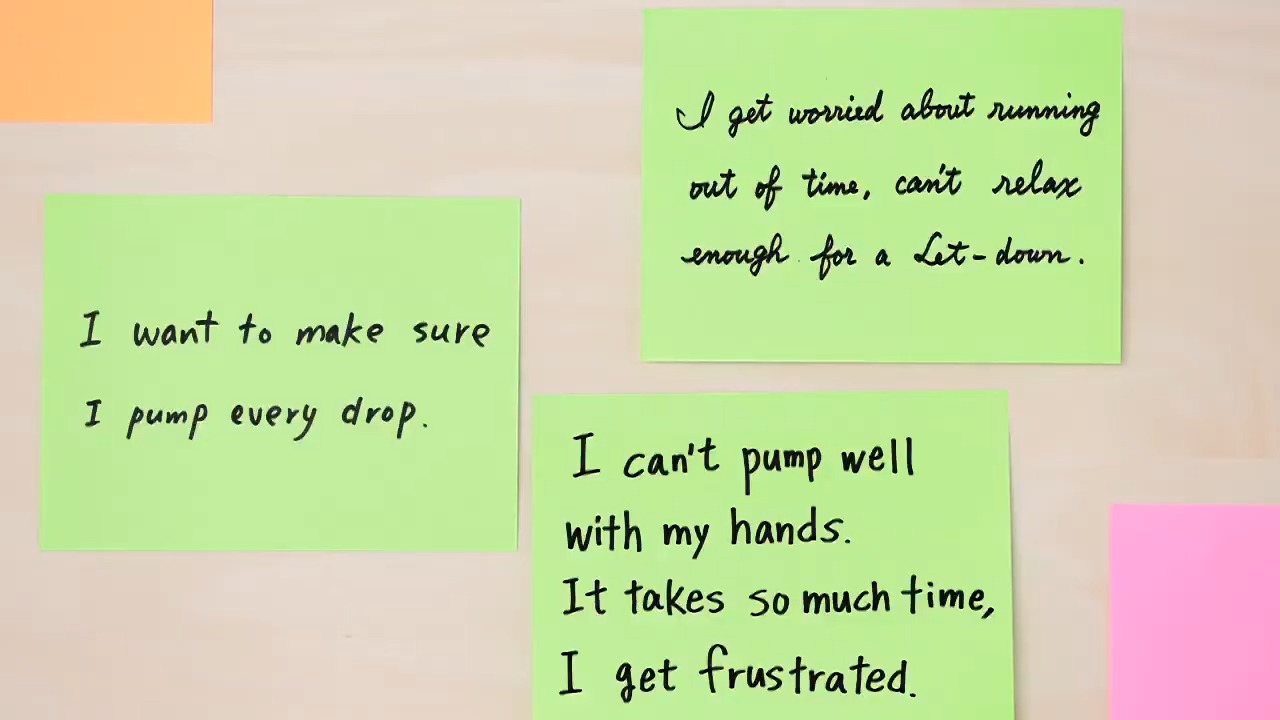 I get worried about running
out of time, can't relax
enough for a Let-down.
I want to make sure
I pump every drop.
I can't pump well
with my hands.
It takes so much time,
I get frustrated.